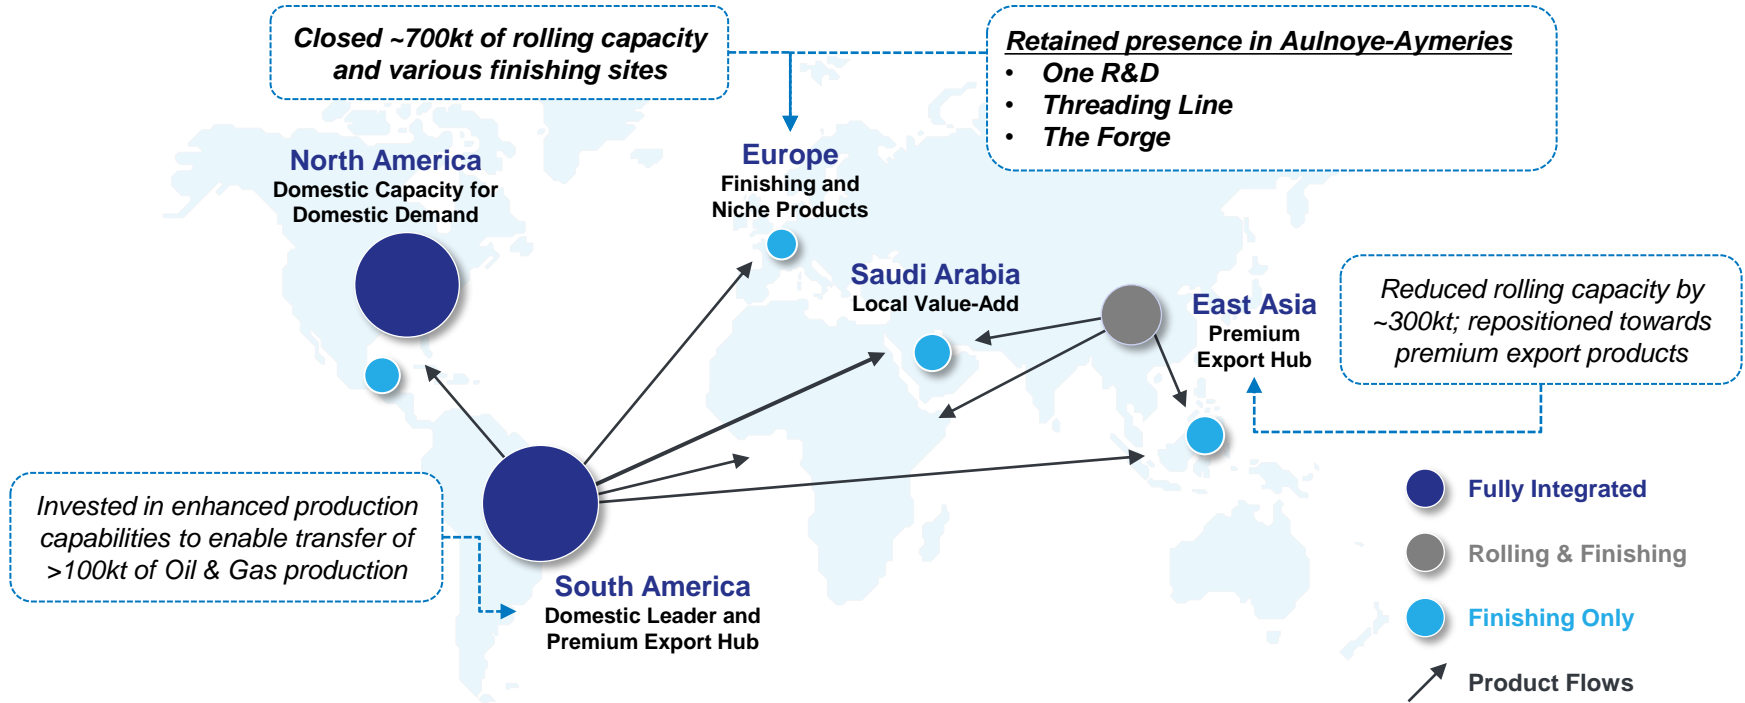 Closed ~700kt of rolling capacity
and various finishing sites
Retained presence in Aulnoye-Aymeries
• One R&D
• Threading Line
• The Forge
North America
Domestic Capacity for
Domestic Demand
Europe
Finishing and
Niche Products
Saudi Arabia
Local Value-Add
East Asia
Premium
Export Hub
Reduced rolling capacity by
~300kt; repositioned towards
premium export products
Invested in enhanced production
capabilities to enable transfer of
>100kt of Oil & Gas production
South America
Domestic Leader and
Premium Export Hub
Fully Integrated
Rolling & Finishing
Finishing Only
Product Flows